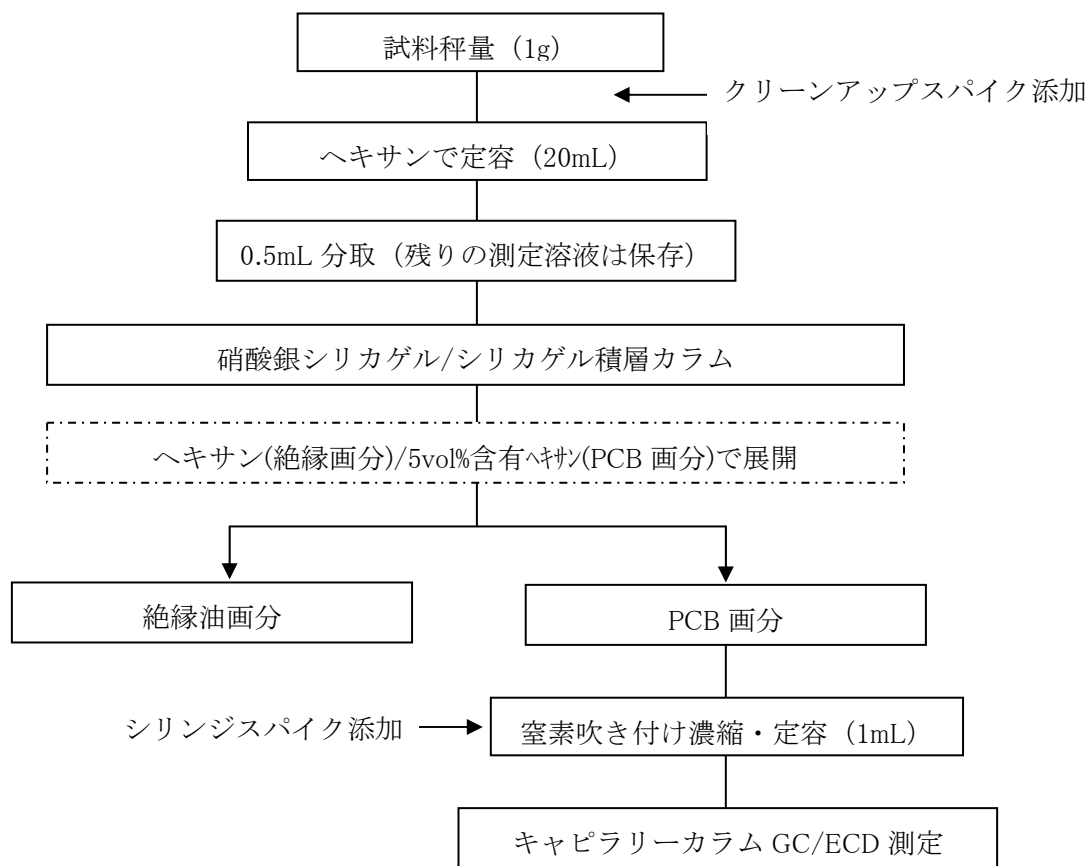 試料秤量（1g）
クリーンアップスパイク添加
ヘキサンで定容（20mL）
0.5mL 分取（残りの測定溶液は保存）
硝酸銀シリカゲル/シリカゲル積層カラム
ヘキサン(絶縁画分)/5vol%含有ﾍｷｻﾝ(PCB 画分)で展開
絶縁油画分
PCB 画分
シリンジスパイク添加
窒素吹き付け濃縮・定容（1mL）
キャピラリーカラム GC/ECD 測定